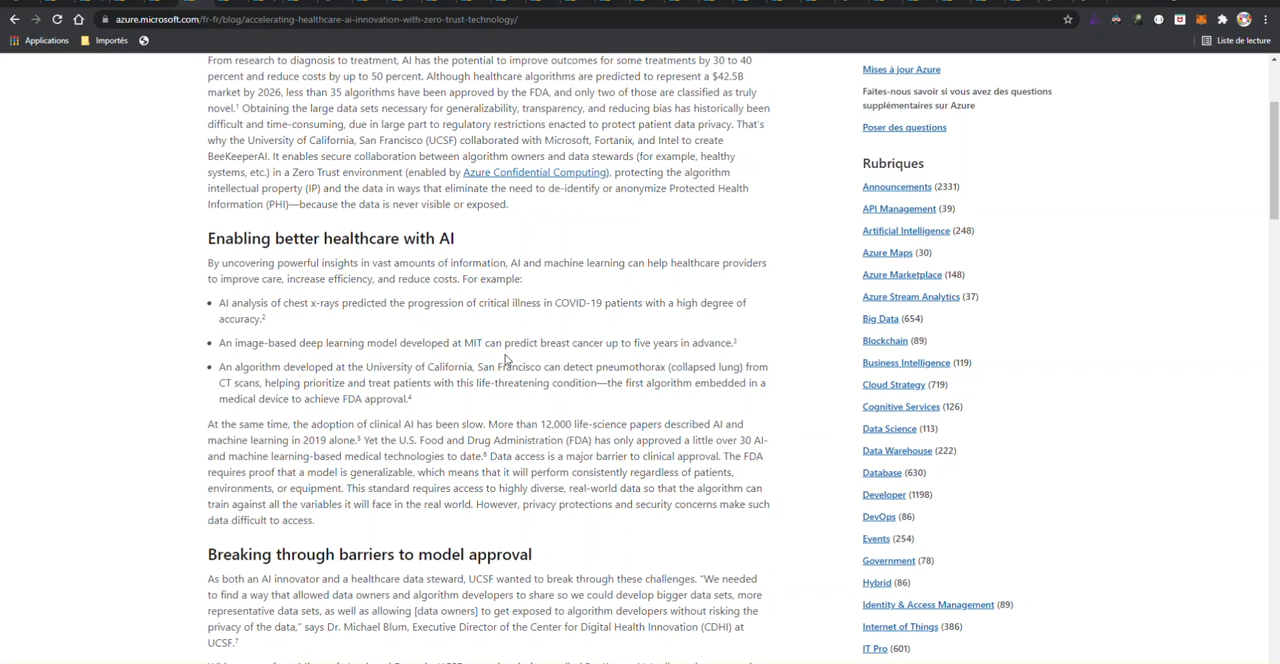 azure.microsoft.com/fr-fr/blog/accelerating-healthcare-ai-innovation-with-zero-trust-technology/
Applications
Importés
Liste de lecture
From research to diagnosis to treatment, AI has the potential to improve outcomes for some treatments by 30 to 40
percent and reduce costs by up to 50 percent. Although healthcare algorithms are predicted to represent a $42.5B
market by 2026, less than 35 algorithms have been approved by the FDA, and only two of those are classified as truly
novel.¹ Obtaining the large data sets necessary for generalizability, transparency, and reducing bias has historically been
difficult and time-consuming, due in large part to regulatory restrictions enacted to protect patient data privacy. That's
why the University of California, San Francisco (UCSF) collaborated with Microsoft, Fortanix, and Intel to create
BeeKeeperAI. It enables secure collaboration between algorithm owners and data stewards (for example, healthy
systems, etc.) in a Zero Trust environment (enabled by Azure Confidential Computing), protecting the algorithm
intellectual property (IP) and the data in ways that eliminate the need to de-identify or anonymize Protected Health
Information (PHI)—because the data is never visible or exposed.
Enabling better healthcare with AI
By uncovering powerful insights in vast amounts of information, AI and machine learning can help healthcare providers
to improve care, increase efficiency, and reduce costs. For example:
• AI analysis of chest x-rays predicted the progression of critical illness in COVID-19 patients with a high degree of
accuracy.²
• An image-based deep learning model developed at MIT can predict breast cancer up to five years in advance.³
• An algorithm developed at the University of California, San Francisco can detect pneumothorax (collapsed lung) from
CT scans, helping prioritize and treat patients with this life-threatening condition—the first algorithm embedded in a
medical device to achieve FDA approval.⁴
At the same time, the adoption of clinical AI has been slow. More than 12,000 life-science papers described AI and
machine learning in 2019 alone.⁵ Yet the U.S. Food and Drug Administration (FDA) has only approved a little over 30 AI-
and machine learning-based medical technologies to date.⁶ Data access is a major barrier to clinical approval. The FDA
requires proof that a model is generalizable, which means that it will perform consistently regardless of patients,
environments, or equipment. This standard requires access to highly diverse, real-world data so that the algorithm can
train against all the variables it will face in the real world. However, privacy protections and security concerns make such
data difficult to access.
Breaking through barriers to model approval
As both an AI innovator and a healthcare data steward, UCSF wanted to break through these challenges. "We needed
to find a way that allowed data owners and algorithm developers to share so we could develop bigger data sets, more
representative data sets, as well as allowing [data owners] to get exposed to algorithm developers without risking the
privacy of the data," says Dr. Michael Blum, Executive Director of the Center for Digital Health Innovation (CDHI) at
UCSF.⁷
Mises à jour Azure
Faites-nous savoir si vous avez des questions
supplémentaires sur Azure
Poser des questions
Rubriques
Announcements (2331)
API Management (39)
Artificial Intelligence (248)
Azure Maps (30)
Azure Marketplace (148)
Azure Stream Analytics (37)
Big Data (654)
Blockchain (89)
Business Intelligence (119)
Cloud Strategy (719)
Cognitive Services (126)
Data Science (113)
Data Warehouse (222)
Database (630)
Developer (1198)
DevOps (86)
Events (254)
Government (78)
Hybrid (86)
Identity & Access Management (89)
Internet of Things (386)
IT Pro (601)